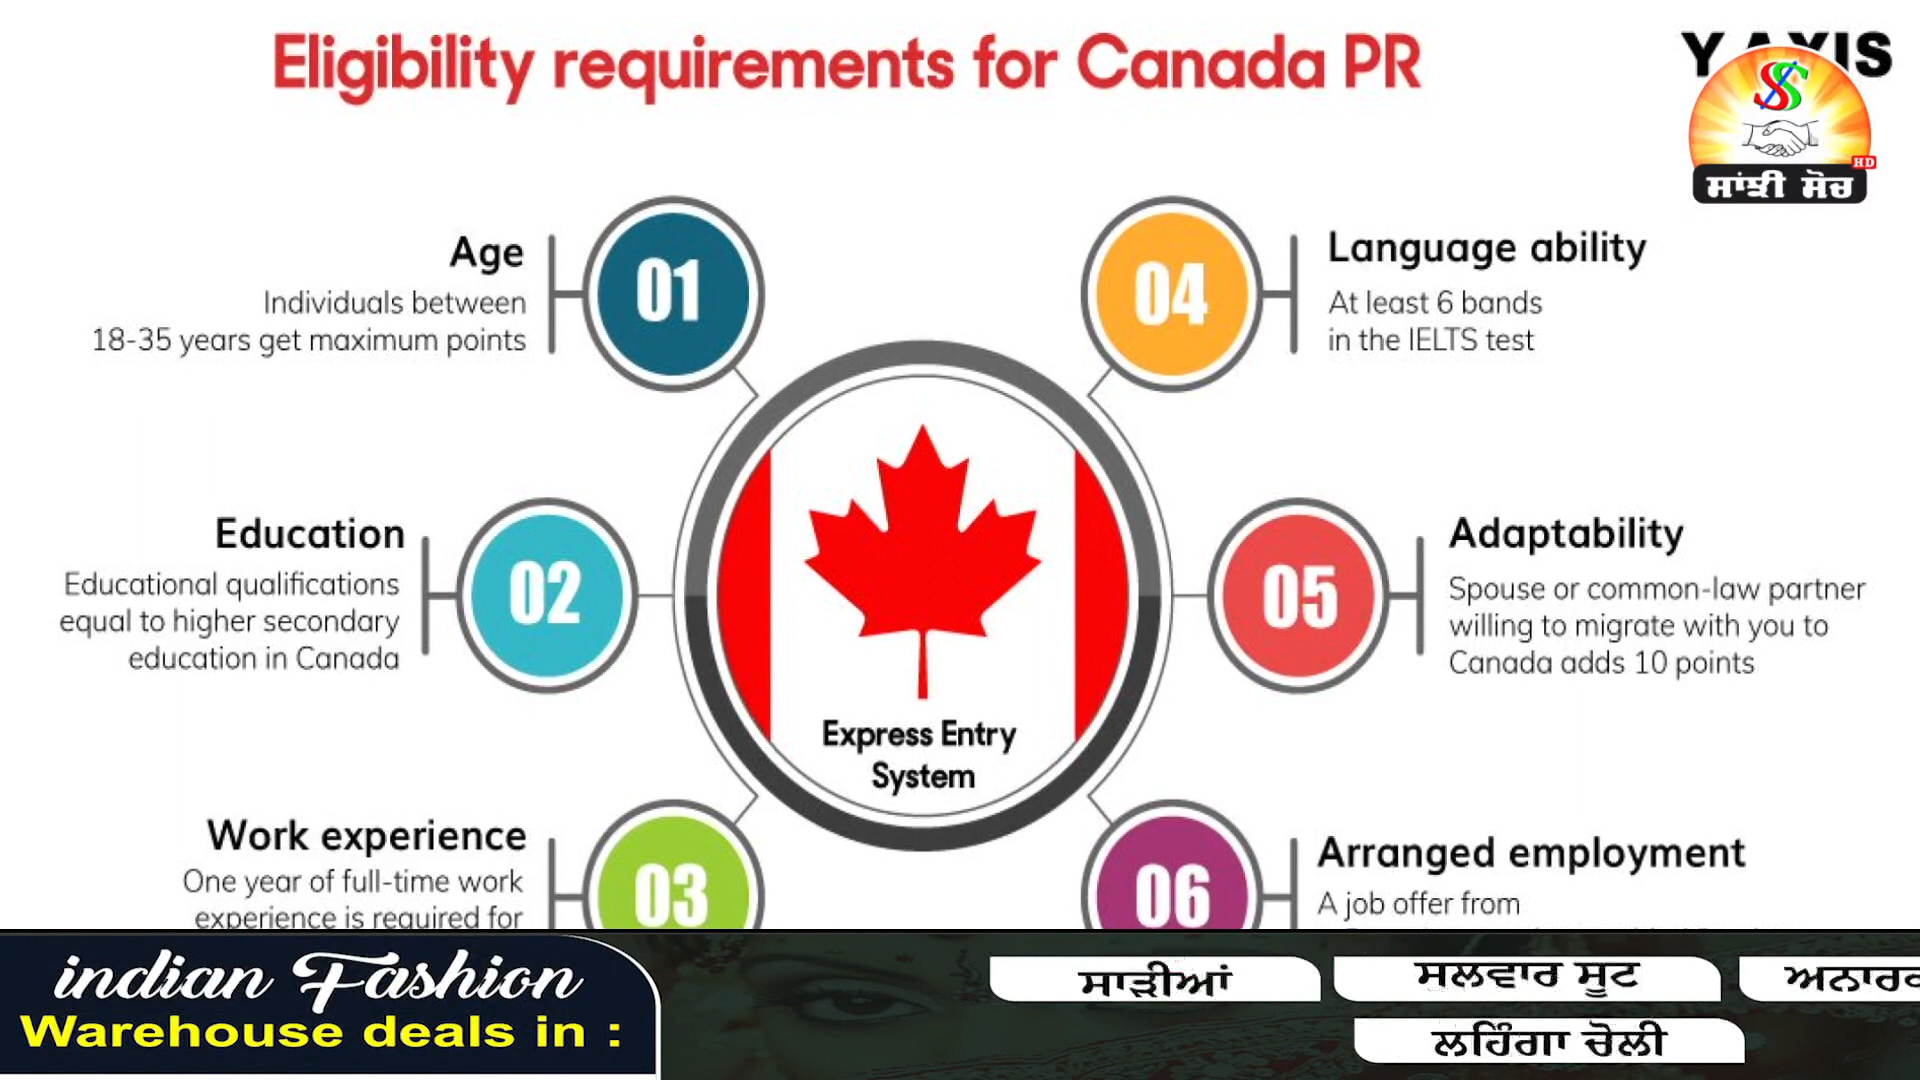 Eligibility requirements for Canada PR
ਸਾਂਝੀ ਸੋਚ
HD
01
Age
Individuals between
18-35 years get maximum points
02
Education
Educational qualifications
equal to higher secondary
education in Canada
03
Work experience
One year of full-time work
experience is required for
Express Entry
System
04
Language ability
At least 6 bands
in the IELTS test
05
Adaptability
Spouse or common-law partner
willing to migrate with you to
Canada adds 10 points
06
Arranged employment
A job offer from
indian Fashion
Warehouse deals in :
ਸਾੜੀਆਂ
ਸਲਵਾਰ ਸੂਟ
ਲਹਿੰਗਾ ਚੋਲੀ